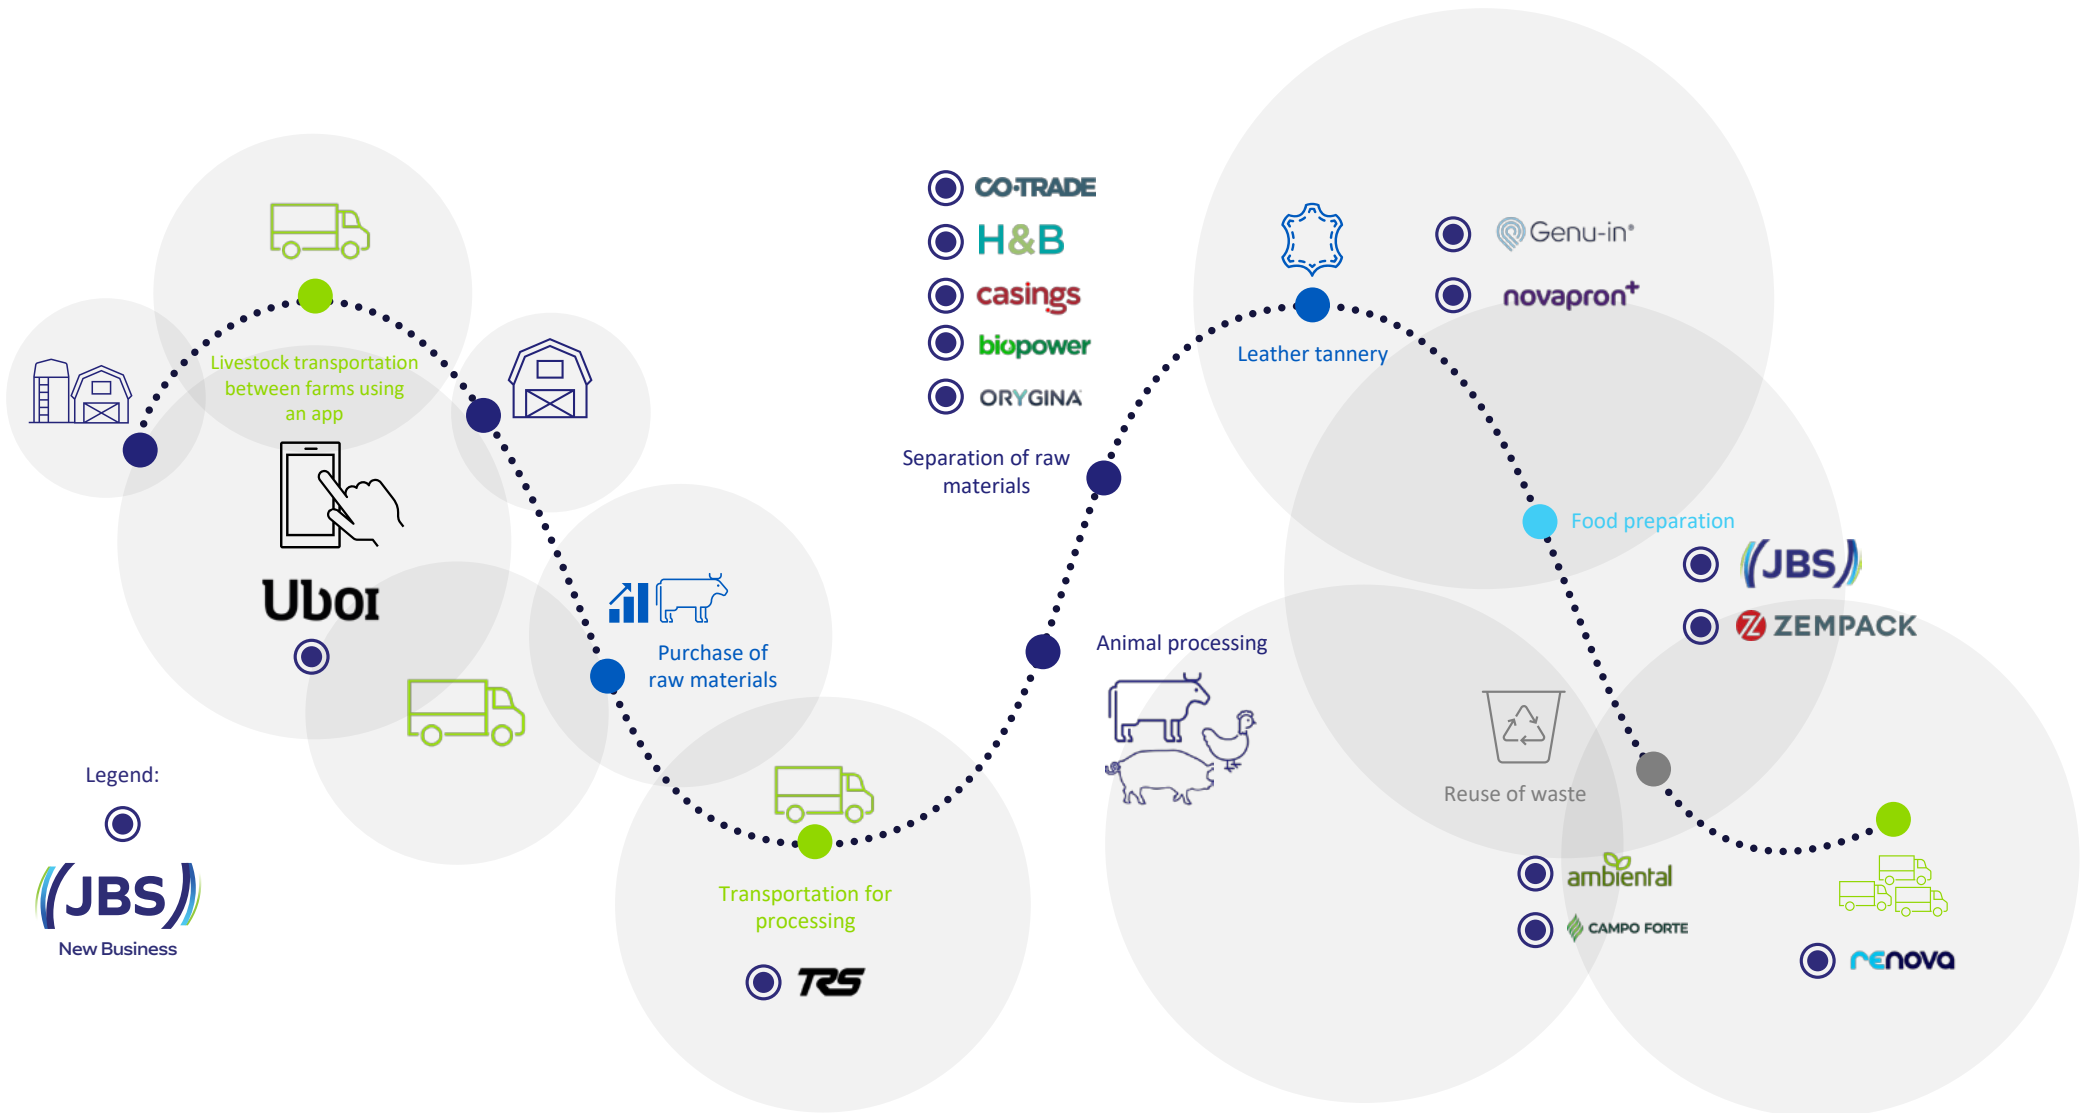 Livestock transportation
between farms using
an app
Uboi
Legend:
JBS
New Business
Purchase of
raw materials
Transportation for
processing
TRS
CO-TRADE
H&B
casings
biopower
ORYGINA
Separation of raw
materials
Animal processing
Leather tannery
Genu-in®
novapron+
Food preparation
JBS
ZEMPACK
Reuse of waste
ambiental
CAMPO FORTE
renova